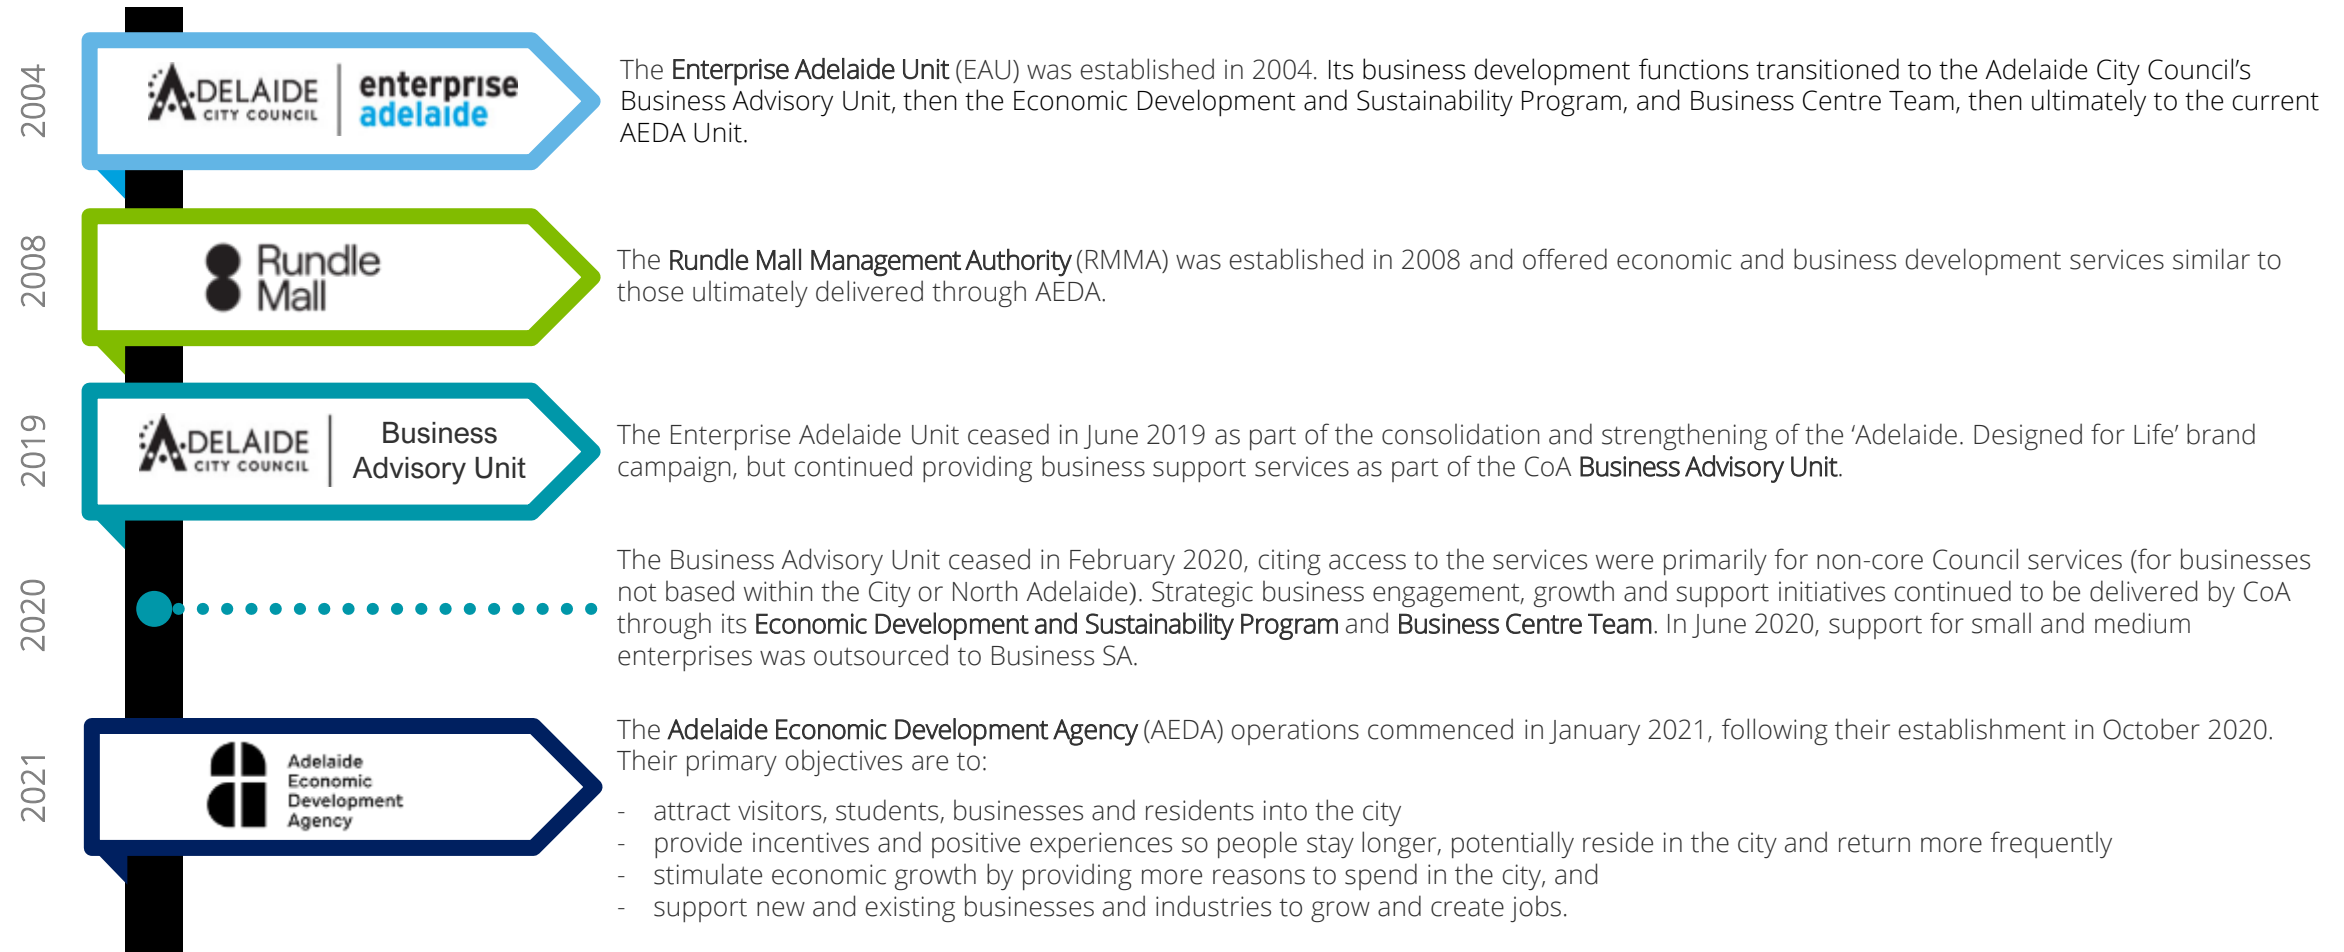 2004
ADELAIDE
CITY COUNCIL
enterprise
adelaide
The Enterprise Adelaide Unit (EAU) was established in 2004. Its business development functions transitioned to the Adelaide City Council’s
Business Advisory Unit, then the Economic Development and Sustainability Program, and Business Centre Team, then ultimately to the current
AEDA Unit.
2008
Rundle
Mall
The Rundle Mall Management Authority (RMMA) was established in 2008 and offered economic and business development services similar to
those ultimately delivered through AEDA.
2019
ADELAIDE
CITY COUNCIL
Business
Advisory Unit
The Enterprise Adelaide Unit ceased in June 2019 as part of the consolidation and strengthening of the ‘Adelaide. Designed for Life’ brand
campaign, but continued providing business support services as part of the CoA Business Advisory Unit.
2020
The Business Advisory Unit ceased in February 2020, citing access to the services were primarily for non-core Council services (for businesses
not based within the City or North Adelaide). Strategic business engagement, growth and support initiatives continued to be delivered by CoA
through its Economic Development and Sustainability Program and Business Centre Team. In June 2020, support for small and medium
enterprises was outsourced to Business SA.
2021
Adelaide
Economic
Development
Agency
The Adelaide Economic Development Agency (AEDA) operations commenced in January 2021, following their establishment in October 2020.
Their primary objectives are to:
- attract visitors, students, businesses and residents into the city
- provide incentives and positive experiences so people stay longer, potentially reside in the city and return more frequently
- stimulate economic growth by providing more reasons to spend in the city, and
- support new and existing businesses and industries to grow and create jobs.